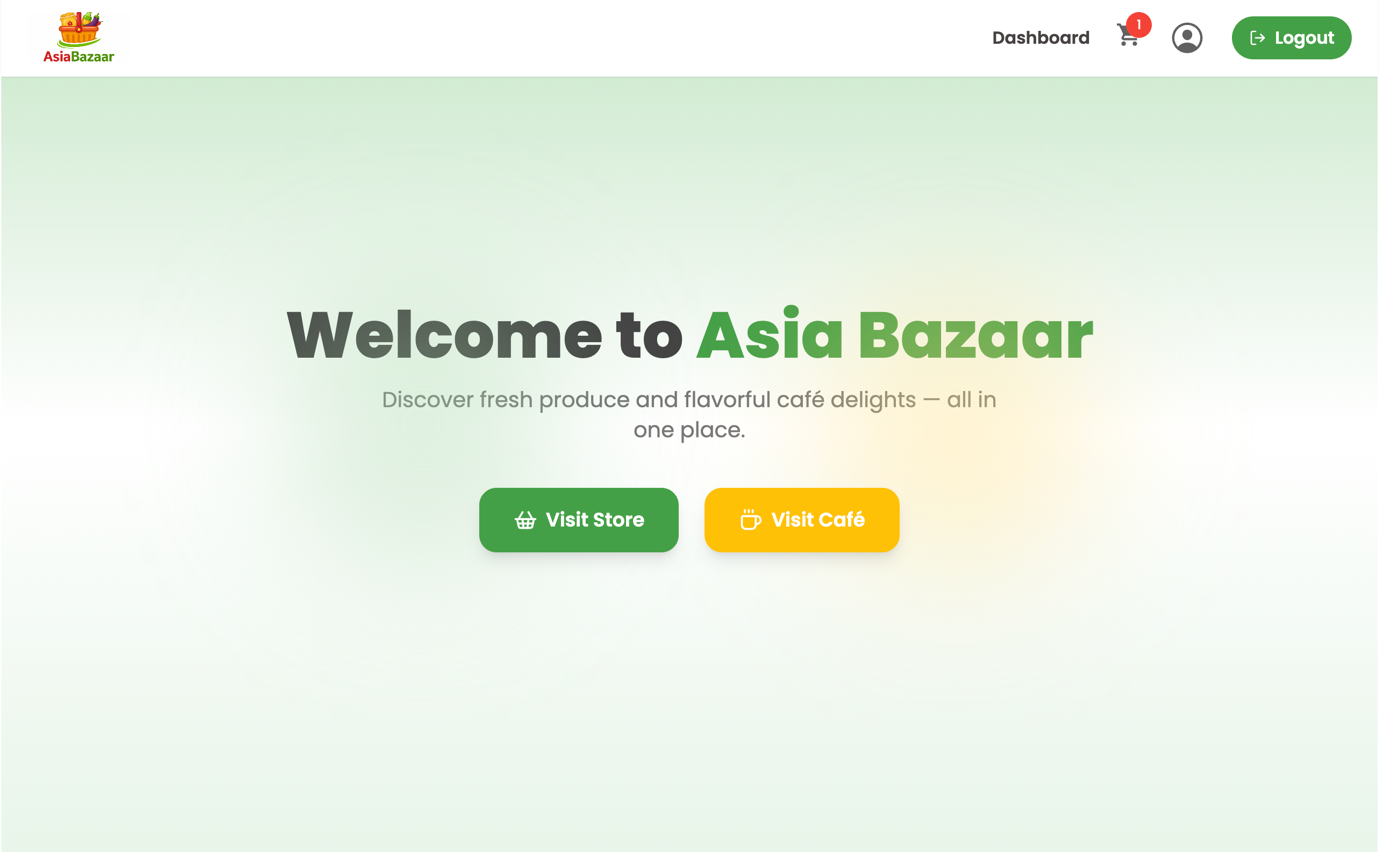 AsiaBazaar
Dashboard
1
Logout
Welcome to Asia Bazaar
Discover fresh produce and flavorful café delights — all in
one place.
Visit Store
Visit Café